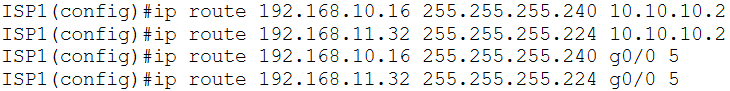 ISP1(config)#ip route 192.168.10.16 255.255.255.240 10.10.10.2
ISP1(config)#ip route 192.168.11.32 255.255.255.224 10.10.10.2
ISP1(config)#ip route 192.168.10.16 255.255.255.240 g0/0 5
ISP1(config)#ip route 192.168.11.32 255.255.255.224 g0/0 5